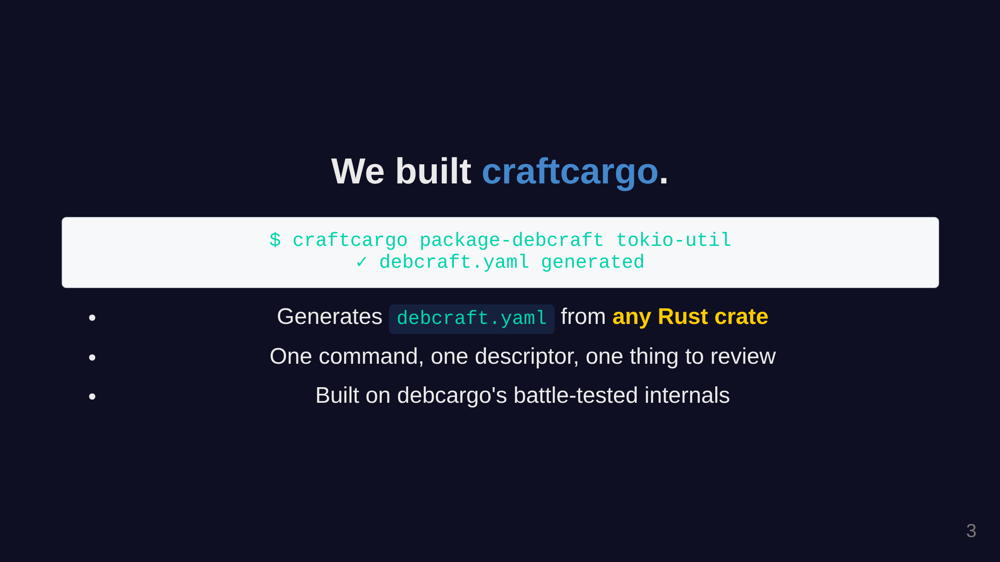 We built craftcargo.
$ craftcargo package-debcraft tokio-util
✓ debcraft.yaml generated
• Generates debcraft.yaml from any Rust crate
• One command, one descriptor, one thing to review
• Built on debcargo's battle-tested internals
3